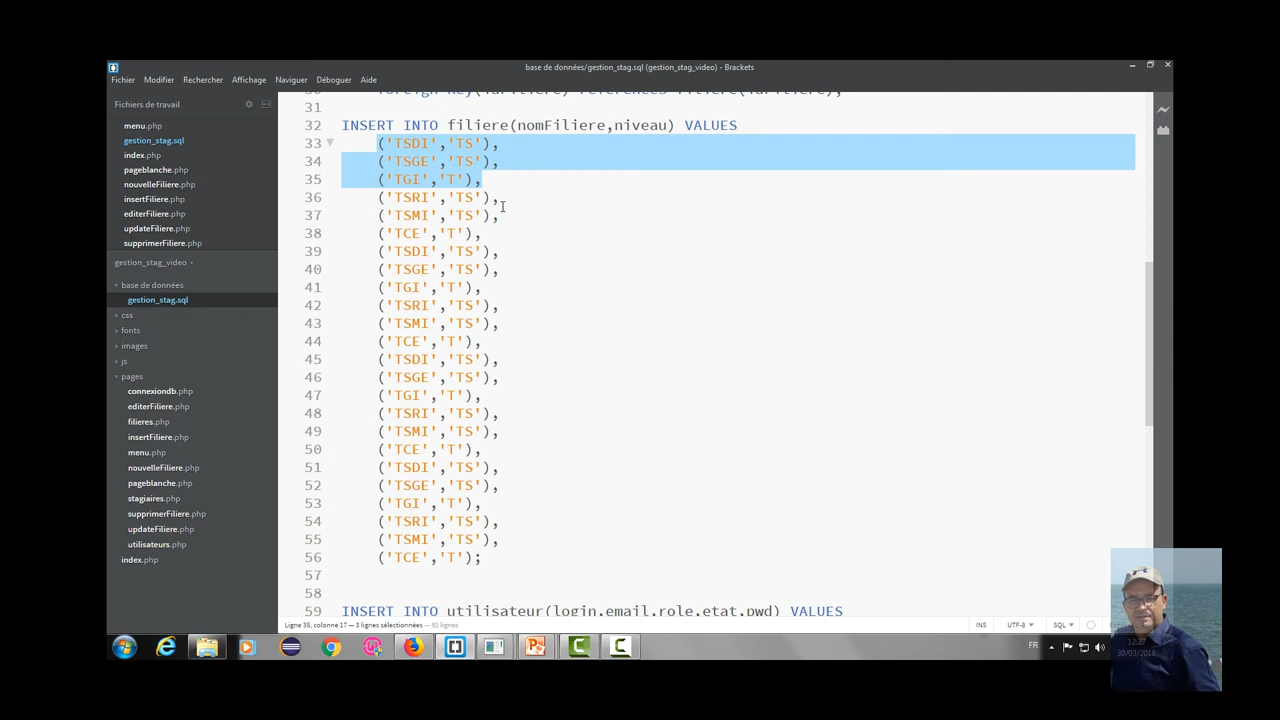 base de données/gestion_stag.sql (gestion_stag_video) - Brackets
Fichier Modifier Rechercher Affichage Naviguer Déboguer Aide
Fichiers de travail
menu.php
gestion_stag.sql
index.php
pageblanche.php
nouvelleFiliere.php
insertFiliere.php
editerFiliere.php
updateFiliere.php
supprimerFiliere.php
gestion_stag_video
base de données
gestion_stag.sql
css
fonts
images
js
pages
connexiondb.php
editerFiliere.php
filieres.php
insertFiliere.php
menu.php
nouvelleFiliere.php
pageblanche.php
stagiaires.php
supprimerFiliere.php
updateFiliere.php
utilisateurs.php
index.php
31
32 INSERT INTO filiere(nomFiliere,niveau) VALUES
33 ('TSDI','TS'),
34 ('TSGE','TS'),
35 ('TGI','T'),
36 ('TSRI','TS'),
37 ('TSMI','TS'),
38 ('TCE','T'),
39 ('TSDI','TS'),
40 ('TSGE','TS'),
41 ('TGI','T'),
42 ('TSRI','TS'),
43 ('TSMI','TS'),
44 ('TCE','T'),
45 ('TSDI','TS'),
46 ('TSGE','TS'),
47 ('TGI','T'),
48 ('TSRI','TS'),
49 ('TSMI','TS'),
50 ('TCE','T'),
51 ('TSDI','TS'),
52 ('TSGE','TS'),
53 ('TGI','T'),
54 ('TSRI','TS'),
55 ('TSMI','TS'),
56 ('TCE','T');
57
58
59 INSERT INTO utilisateur(login,email,role,etat,pwd) VALUES
Ligne 35, colonne 17 — 3 lignes sélectionnées — 93 lignes
INS UTF-8 SQL
FR
12:27
30/03/2018